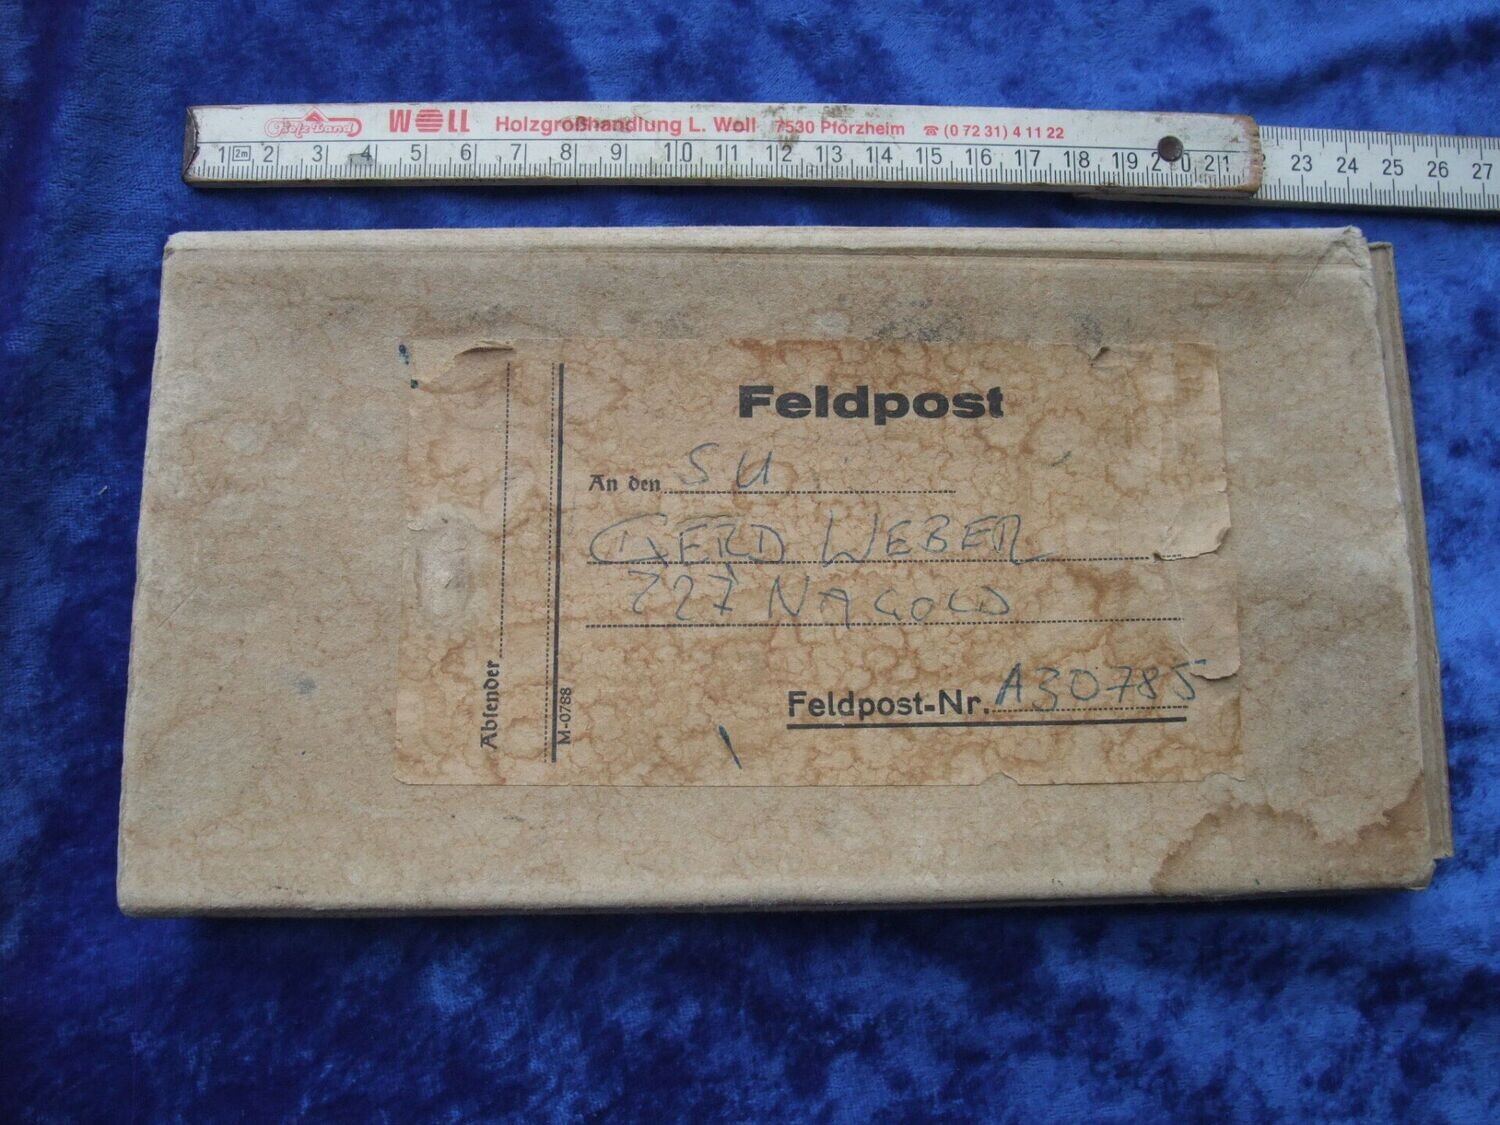 Holzland WOLL Holzgroßhandlung L. Woll 7530 Pforzheim ☎ (0 72 31) 4 11 22
1 2m 2 3 4 5 6 7 8 9 10 11 12 13 14 15 16 17 18 19 20 21 23 24 25 26 27
Feldpost
An den SU
GERD WEBER
727 NAGOLD
Feldpost-Nr. A30785
Absender
M-0788